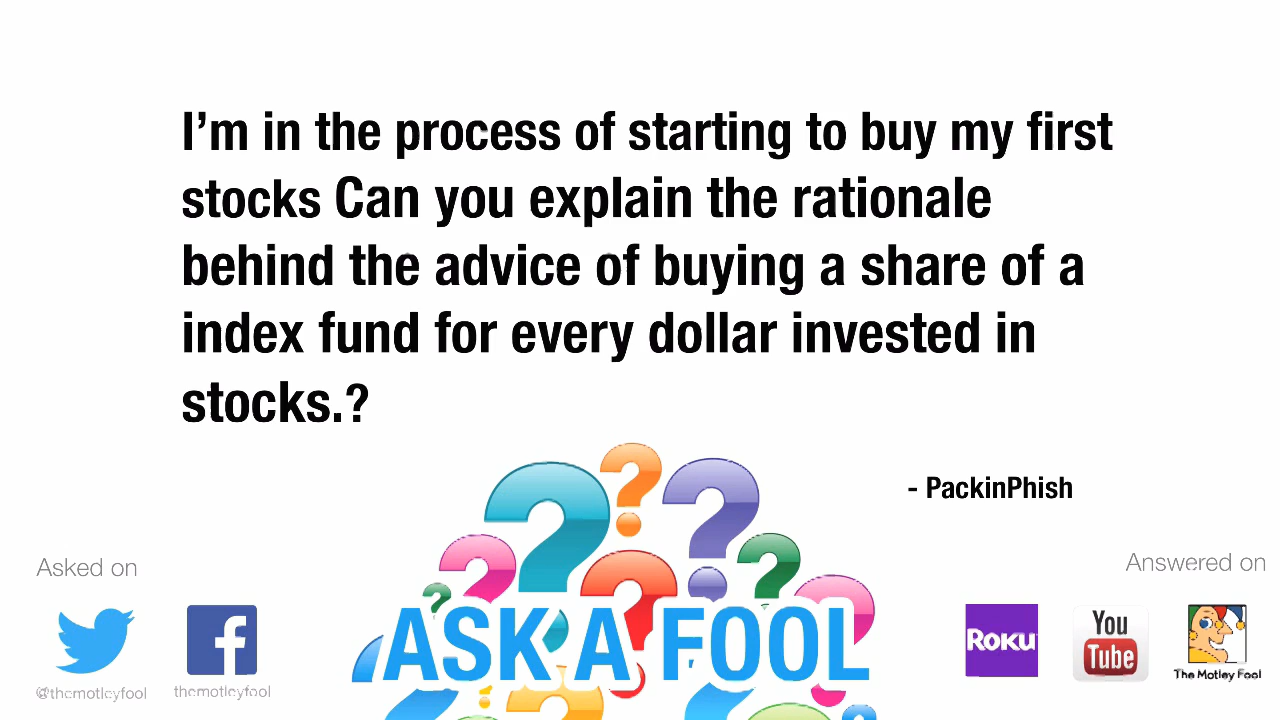 I’m in the process of starting to buy my first
stocks Can you explain the rationale
behind the advice of buying a share of a
index fund for every dollar invested in
stocks.?
- PackinPhish
Asked on
Answered on
ASK A FOOL
ROKU
You
Tube
@themotleyfool
themotleyfool
The Motley Fool